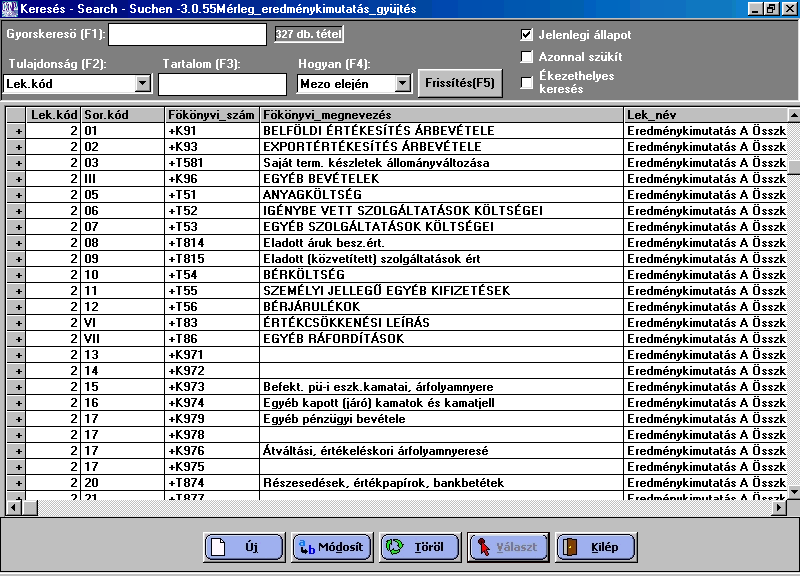 Keresés - Search - Suchen -3.0.55Mérleg_eredménykimutatás_gyüjtés
Gyorskeresö (F1): 327 db. tétel
Jelenlegi állapot
Azonnal szükít
Tulajdonság (F2): Tartalom (F3): Hogyan (F4):
Lek.kód Mezo elején Frissítés(F5)
Ékezethelyes keresés
Lek.kód Sor.kód Fökönyvi_szám Fökönyvi_megnevezés Lek_név
+ 2 01 +K91 BELFÖLDI ÉRTÉKESÍTÉS ÁRBEVÉTELE Eredménykimutatás A Összk
+ 2 02 +K93 EXPORTÉRTÉKESÍTÉS ÁRBEVÉTELE Eredménykimutatás A Összk
+ 2 03 +T581 Saját term. készletek állományváltozása Eredménykimutatás A Összk
+ 2 III +K96 EGYÉB BEVÉTELEK Eredménykimutatás A Összk
+ 2 05 +T51 ANYAGKÖLTSÉG Eredménykimutatás A Összk
+ 2 06 +T52 IGÉNYBE VETT SZOLGÁLTATÁSOK KÖLTSÉGEI Eredménykimutatás A Összk
+ 2 07 +T53 EGYÉB SZOLGÁLTATÁSOK KÖLTSÉGEI Eredménykimutatás A Összk
+ 2 08 +T814 Eladott áruk besz.ért. Eredménykimutatás A Összk
+ 2 09 +T815 Eladott (közvetített) szolgáltatások ért Eredménykimutatás A Összk
+ 2 10 +T54 BÉRKÖLTSÉG Eredménykimutatás A Összk
+ 2 11 +T55 SZEMÉLYI JELLEGŰ EGYÉB KIFIZETÉSEK Eredménykimutatás A Összk
+ 2 12 +T56 BÉRJÁRULÉKOK Eredménykimutatás A Összk
+ 2 VI +T83 ÉRTÉKCSÖKKENÉSI LEÍRÁS Eredménykimutatás A Összk
+ 2 VII +T86 EGYÉB RÁFORDÍTÁSOK Eredménykimutatás A Összk
+ 2 13 +K971 Eredménykimutatás A Összk
+ 2 14 +K972 Eredménykimutatás A Összk
+ 2 15 +K973 Befekt. pü-i eszk.kamatai, árfolyamnyere Eredménykimutatás A Összk
+ 2 16 +K974 Egyéb kapott (járó) kamatok és kamatjell Eredménykimutatás A Összk
+ 2 17 +K979 Egyéb pénzügyi bevétele Eredménykimutatás A Összk
+ 2 17 +K978 Eredménykimutatás A Összk
+ 2 17 +K976 Átváltási, értékeléskori árfolyamnyeresé Eredménykimutatás A Összk
+ 2 17 +K975 Eredménykimutatás A Összk
+ 2 20 +T874 Részesedések, értékpapírok, bankbetétek Eredménykimutatás A Összk
+ 2 21 +T877 Eredménykimutatás A Összk
Új Módosít Töröl Választ Kilép